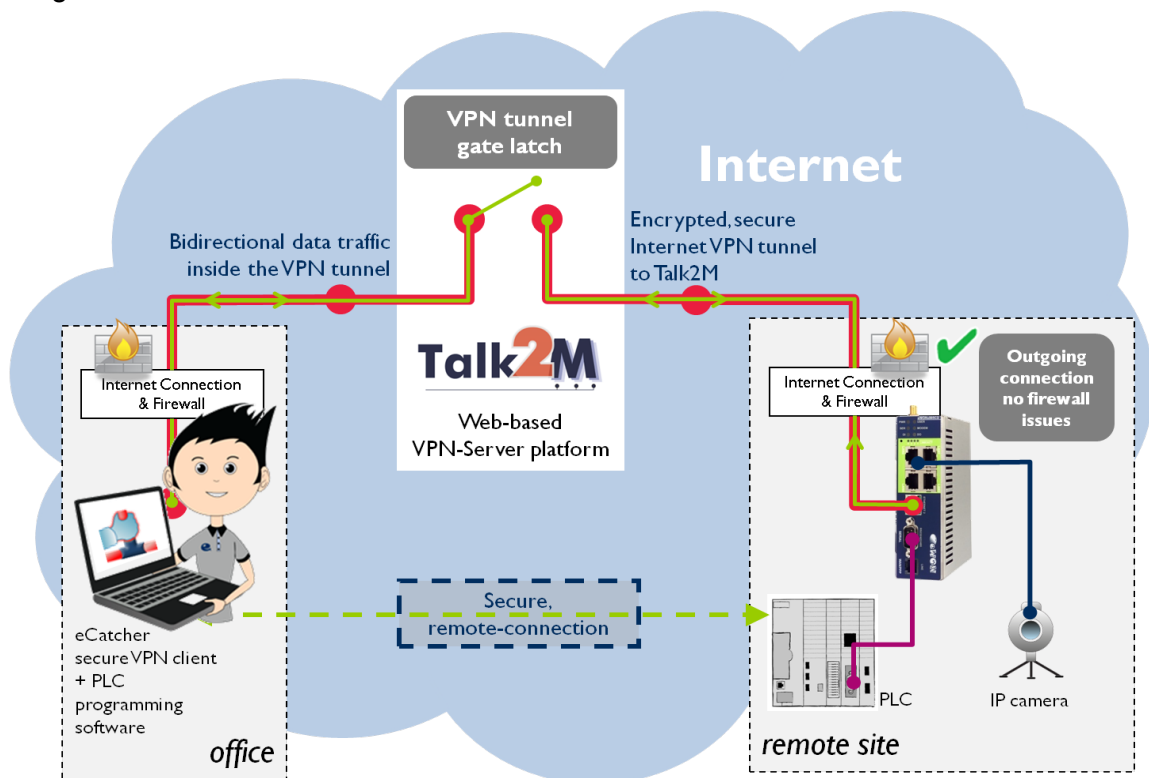 VPN tunnel
gate latch
Internet
Bidirectional data traffic
inside the VPN tunnel
Encrypted, secure
Internet VPN tunnel
to Talk2M
Internet Connection
& Firewall
Talk2M
Web-based
VPN-Server platform
Internet Connection
& Firewall
Outgoing
connection
no firewall
issues
Secure,
remote-connection
eCatcher
secure VPN client
+ PLC
programming
software
office
PLC
IP camera
remote site